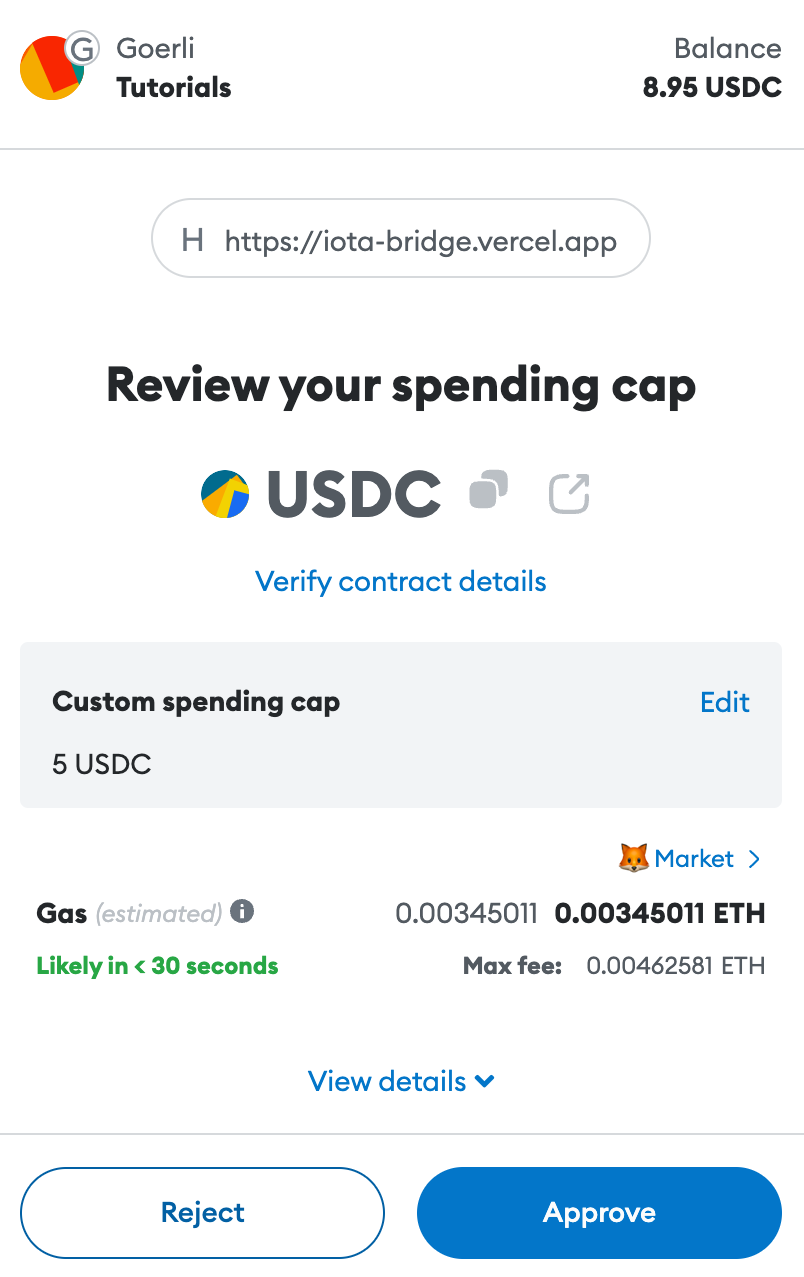 G Goerli
Tutorials
Balance
8.95 USDC
H https://iota-bridge.vercel.app
Review your spending cap
USDC
Verify contract details
Custom spending cap Edit
5 USDC
Market
Gas (estimated) i 0.00345011 0.00345011 ETH
Likely in < 30 seconds Max fee: 0.00462581 ETH
View details
Reject Approve